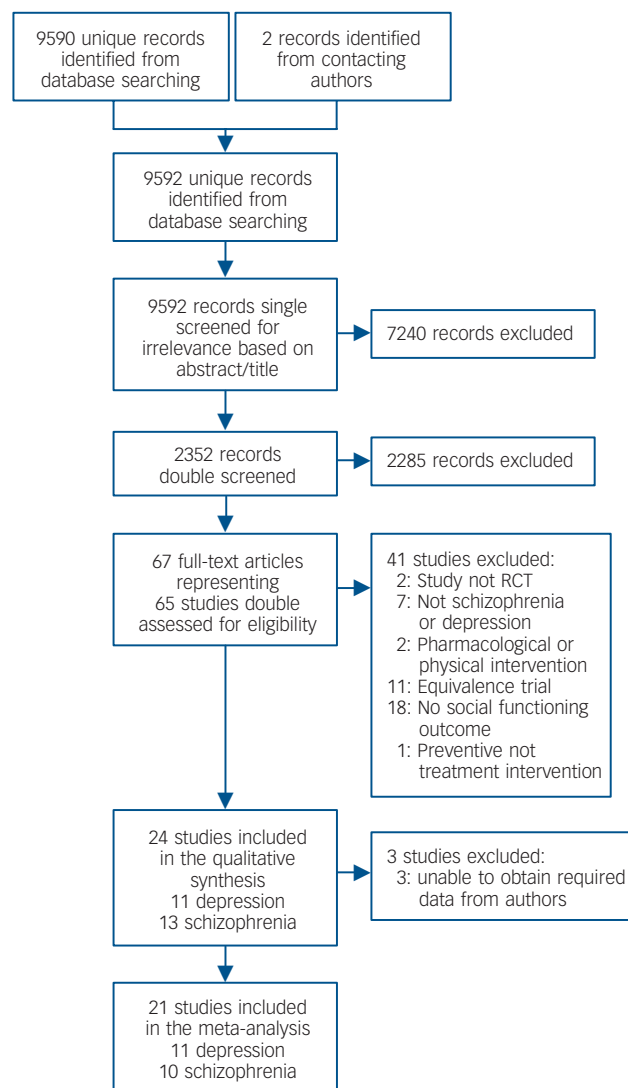 9590 unique records
identified from
database searching
2 records identified
from contacting
authors
9592 unique records
identified from
database searching
9592 records single
screened for
irrelevance based on
abstract/title
7240 records excluded
2352 records
double screened
2285 records excluded
67 full-text articles
representing
65 studies double
assessed for eligibility
41 studies excluded:
2: Study not RCT
7: Not schizophrenia
or depression
2: Pharmacological or
physical intervention
11: Equivalence trial
18: No social functioning
outcome
1: Preventive not
treatment intervention
24 studies included
in the qualitative
synthesis
11 depression
13 schizophrenia
3 studies excluded:
3: unable to obtain required
data from authors
21 studies included
in the meta-analysis
11 depression
10 schizophrenia